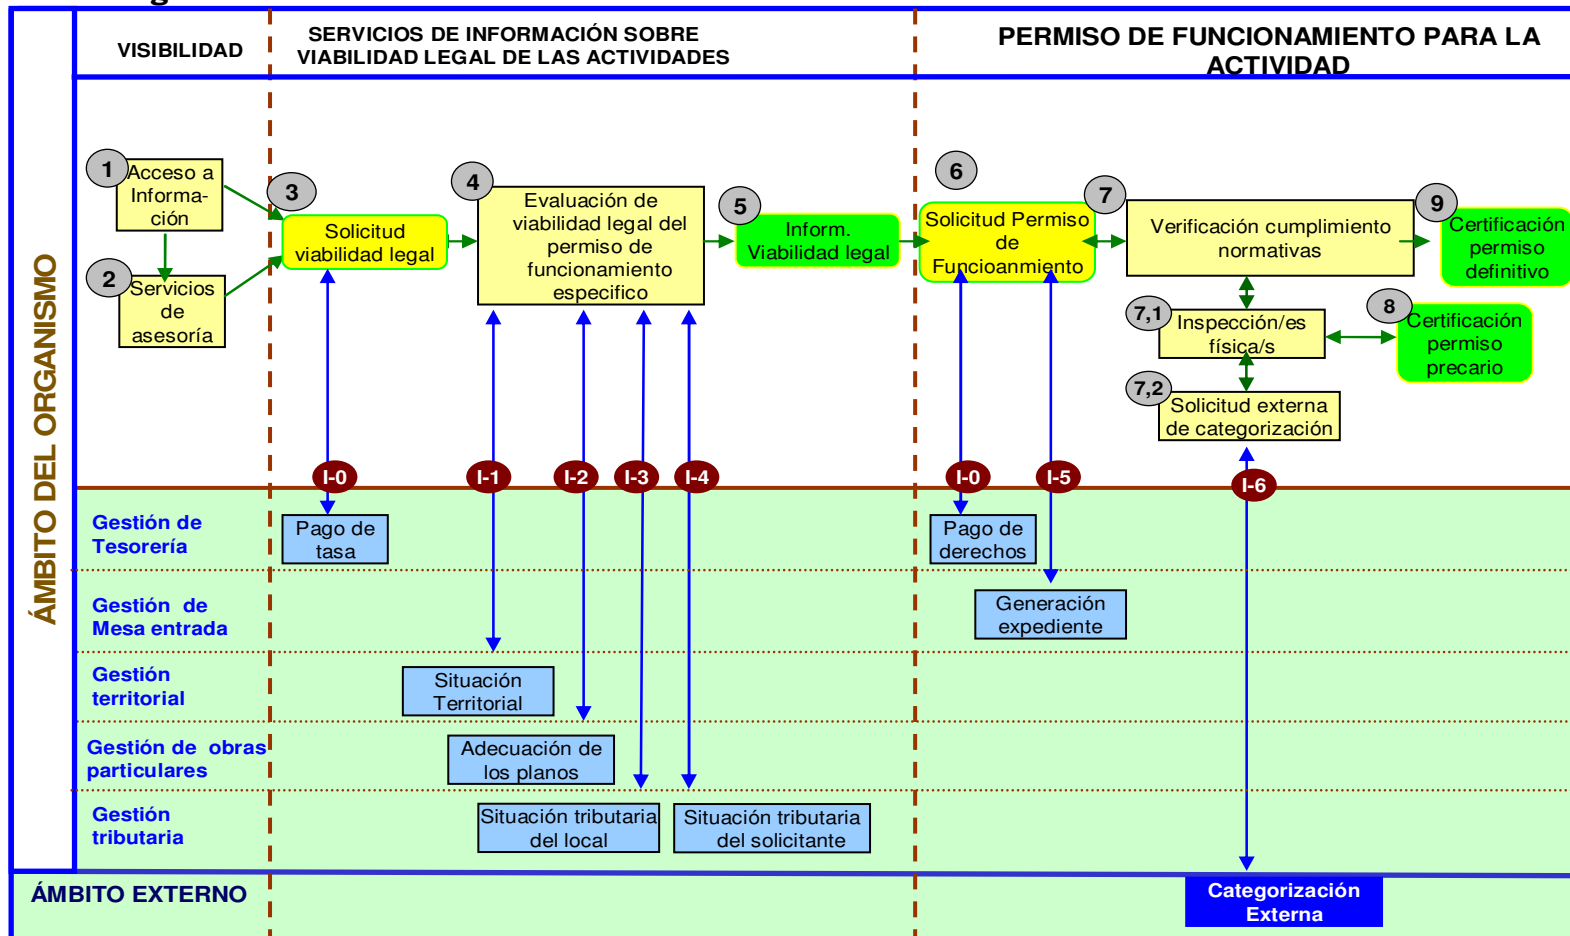 VISIBILIDAD
SERVICIOS DE INFORMACIÓN SOBRE
VIABILIDAD LEGAL DE LAS ACTIVIDADES
PERMISO DE FUNCIONAMIENTO PARA LA
ACTIVIDAD
ÁMBITO DEL ORGANISMO
1
Acceso a
Informa-
ción
2
Servicios
de
asesoría
3
Solicitud
viabilidad legal
4
Evaluación de
viabilidad legal del
permiso de
funcionamiento
especifico
5
Inform.
Viabilidad legal
6
Solicitud Permiso
de
Funcioanmiento
7
Verificación cumplimiento
normativas
9
Certificación
permiso
definitivo
7,1
Inspección/es
física/s
8
Certificación
permiso
precario
7,2
Solicitud externa
de categorización
I-0
I-1
I-2
I-3
I-4
I-0
I-5
I-6
Gestión de
Tesorería
Pago de
tasa
Pago de
derechos
Gestión de
Mesa entrada
Generación
expediente
Gestión
territorial
Situación
Territorial
Gestión de obras
particulares
Adecuación de
los planos
Gestión
tributaria
Situación tributaria
del local
Situación tributaria
del solicitante
ÁMBITO EXTERNO
Categorización
Externa